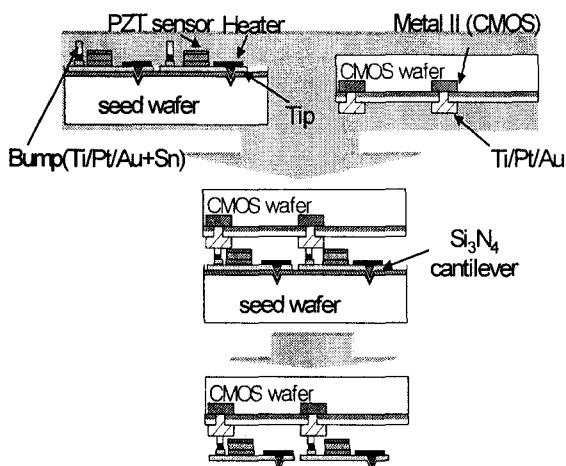 PZT sensor Heater
Metal II (CMOS)
CMOS wafer
seed wafer
Tip
Bump(Ti/Pt/Au+Sn)
Ti/Pt/Au
CMOS wafer
Si₃N₄
cantilever
seed wafer
CMOS wafer